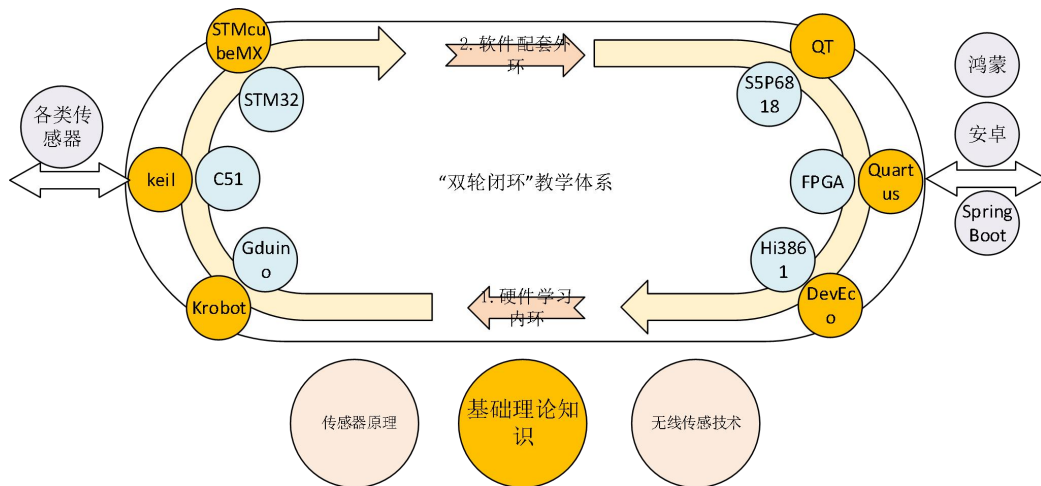 STMcu
beMX
2. 软件配套外
环
QT
鸿蒙
STM32
S5P6
818
各类传
感器
安卓
keil
C51
“双轮闭环”教学体系
FPGA
Quart
us
Spring
Boot
Gduin
o
Hi386
1
Krobot
1. 硬件学习
内环
DevEc
o
传感器原理
基础理论知
识
无线传感技术